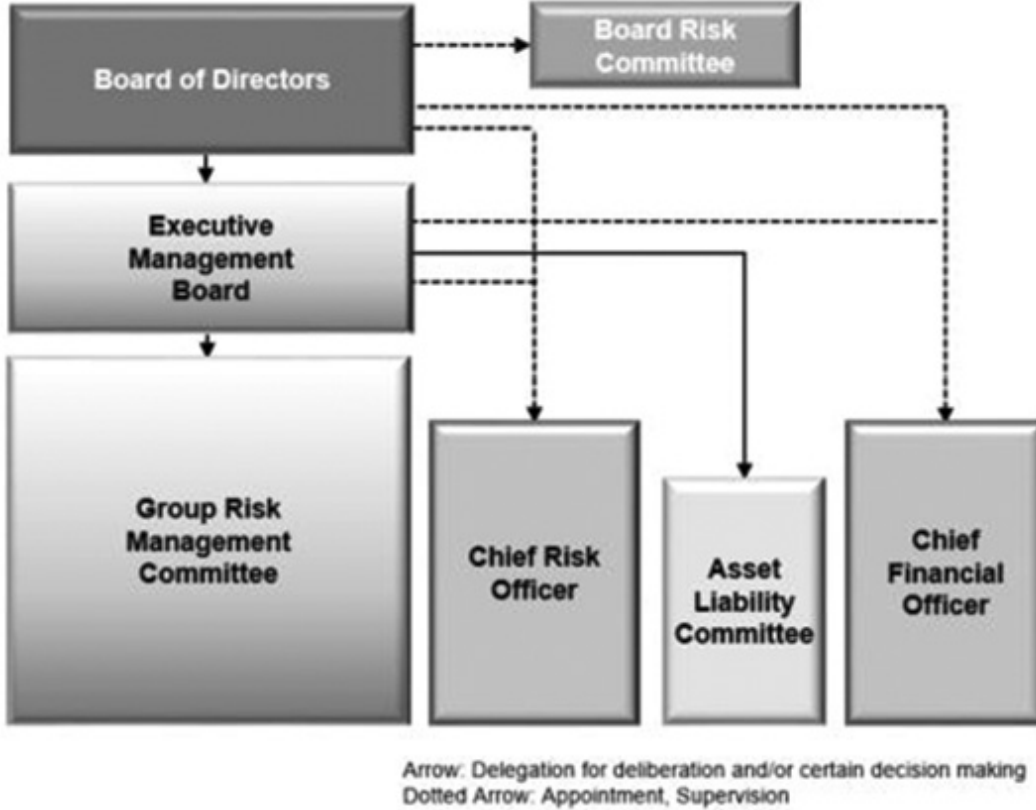 Board of Directors
Board Risk
Committee
Executive
Management
Board
Group Risk
Management
Committee
Chief Risk
Officer
Asset
Liability
Committee
Chief
Financial
Officer
Arrow: Delegation for deliberation and/or certain decision making
Dotted Arrow: Appointment, Supervision